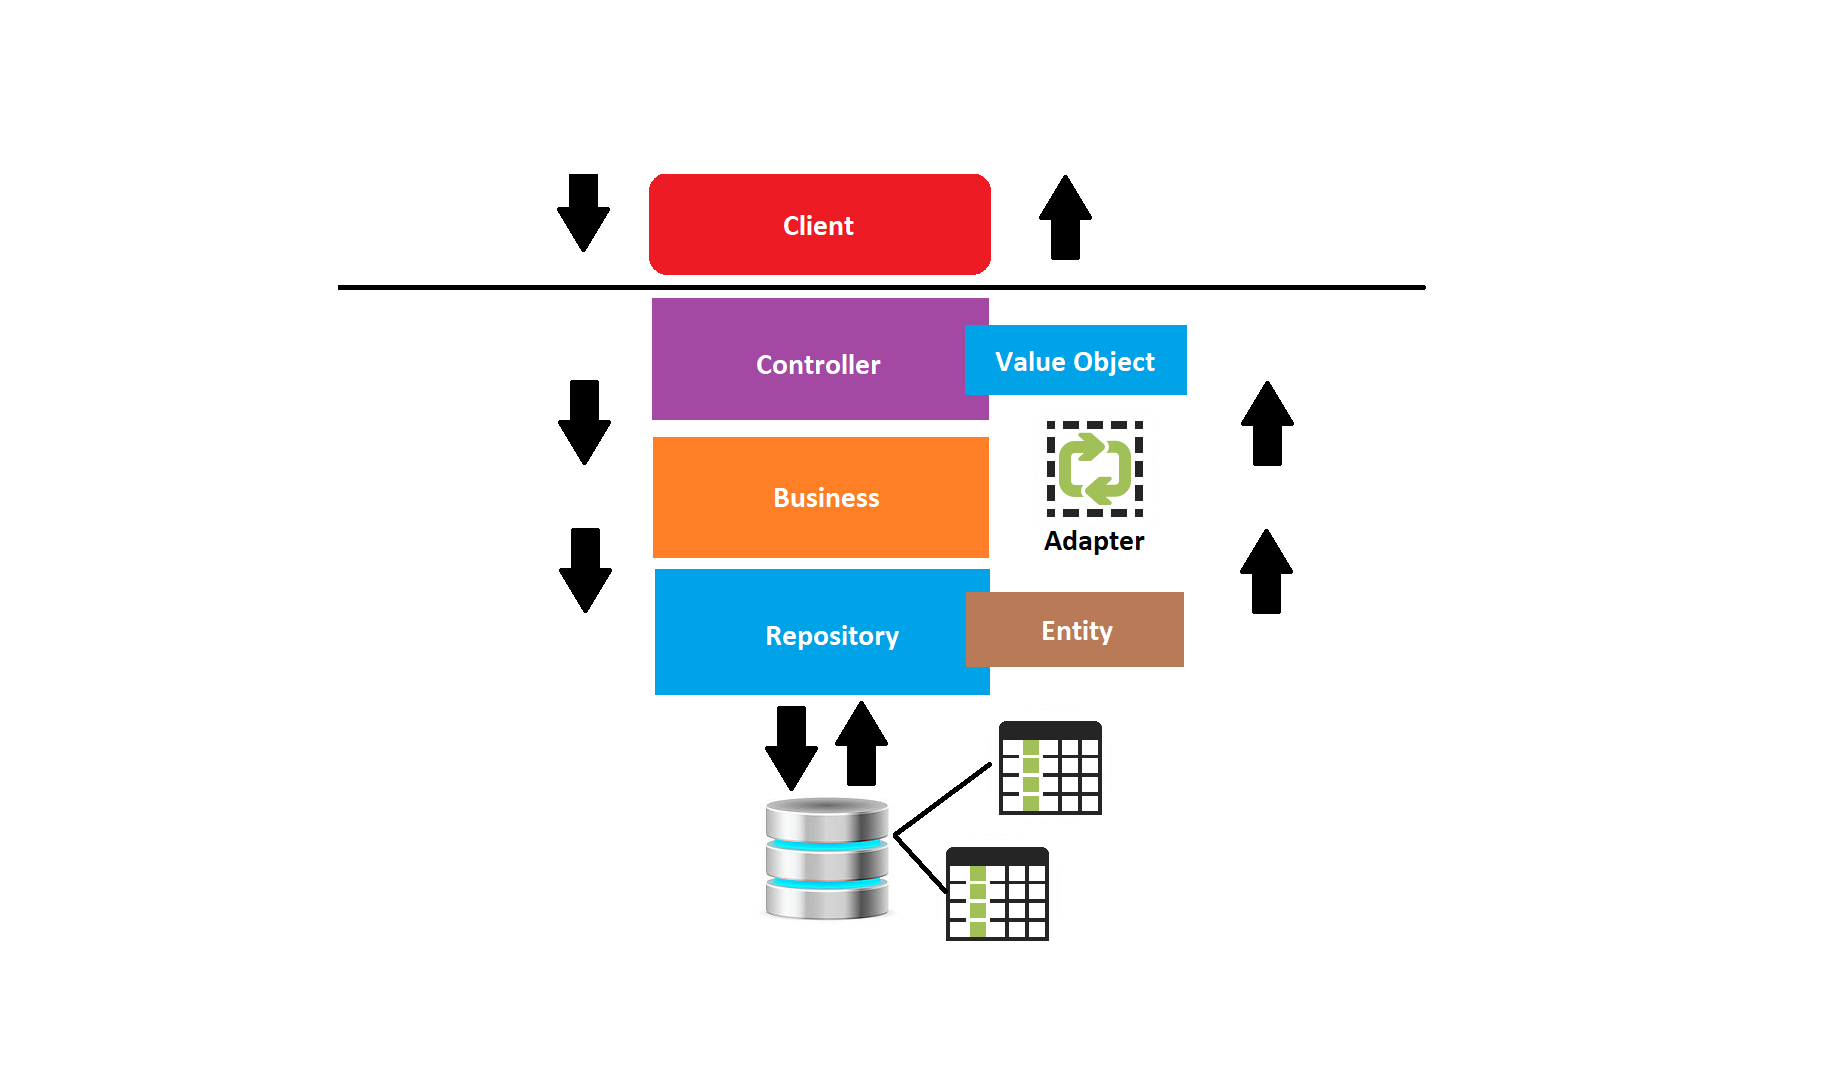 Client
Controller
Value Object
Business
Adapter
Repository
Entity